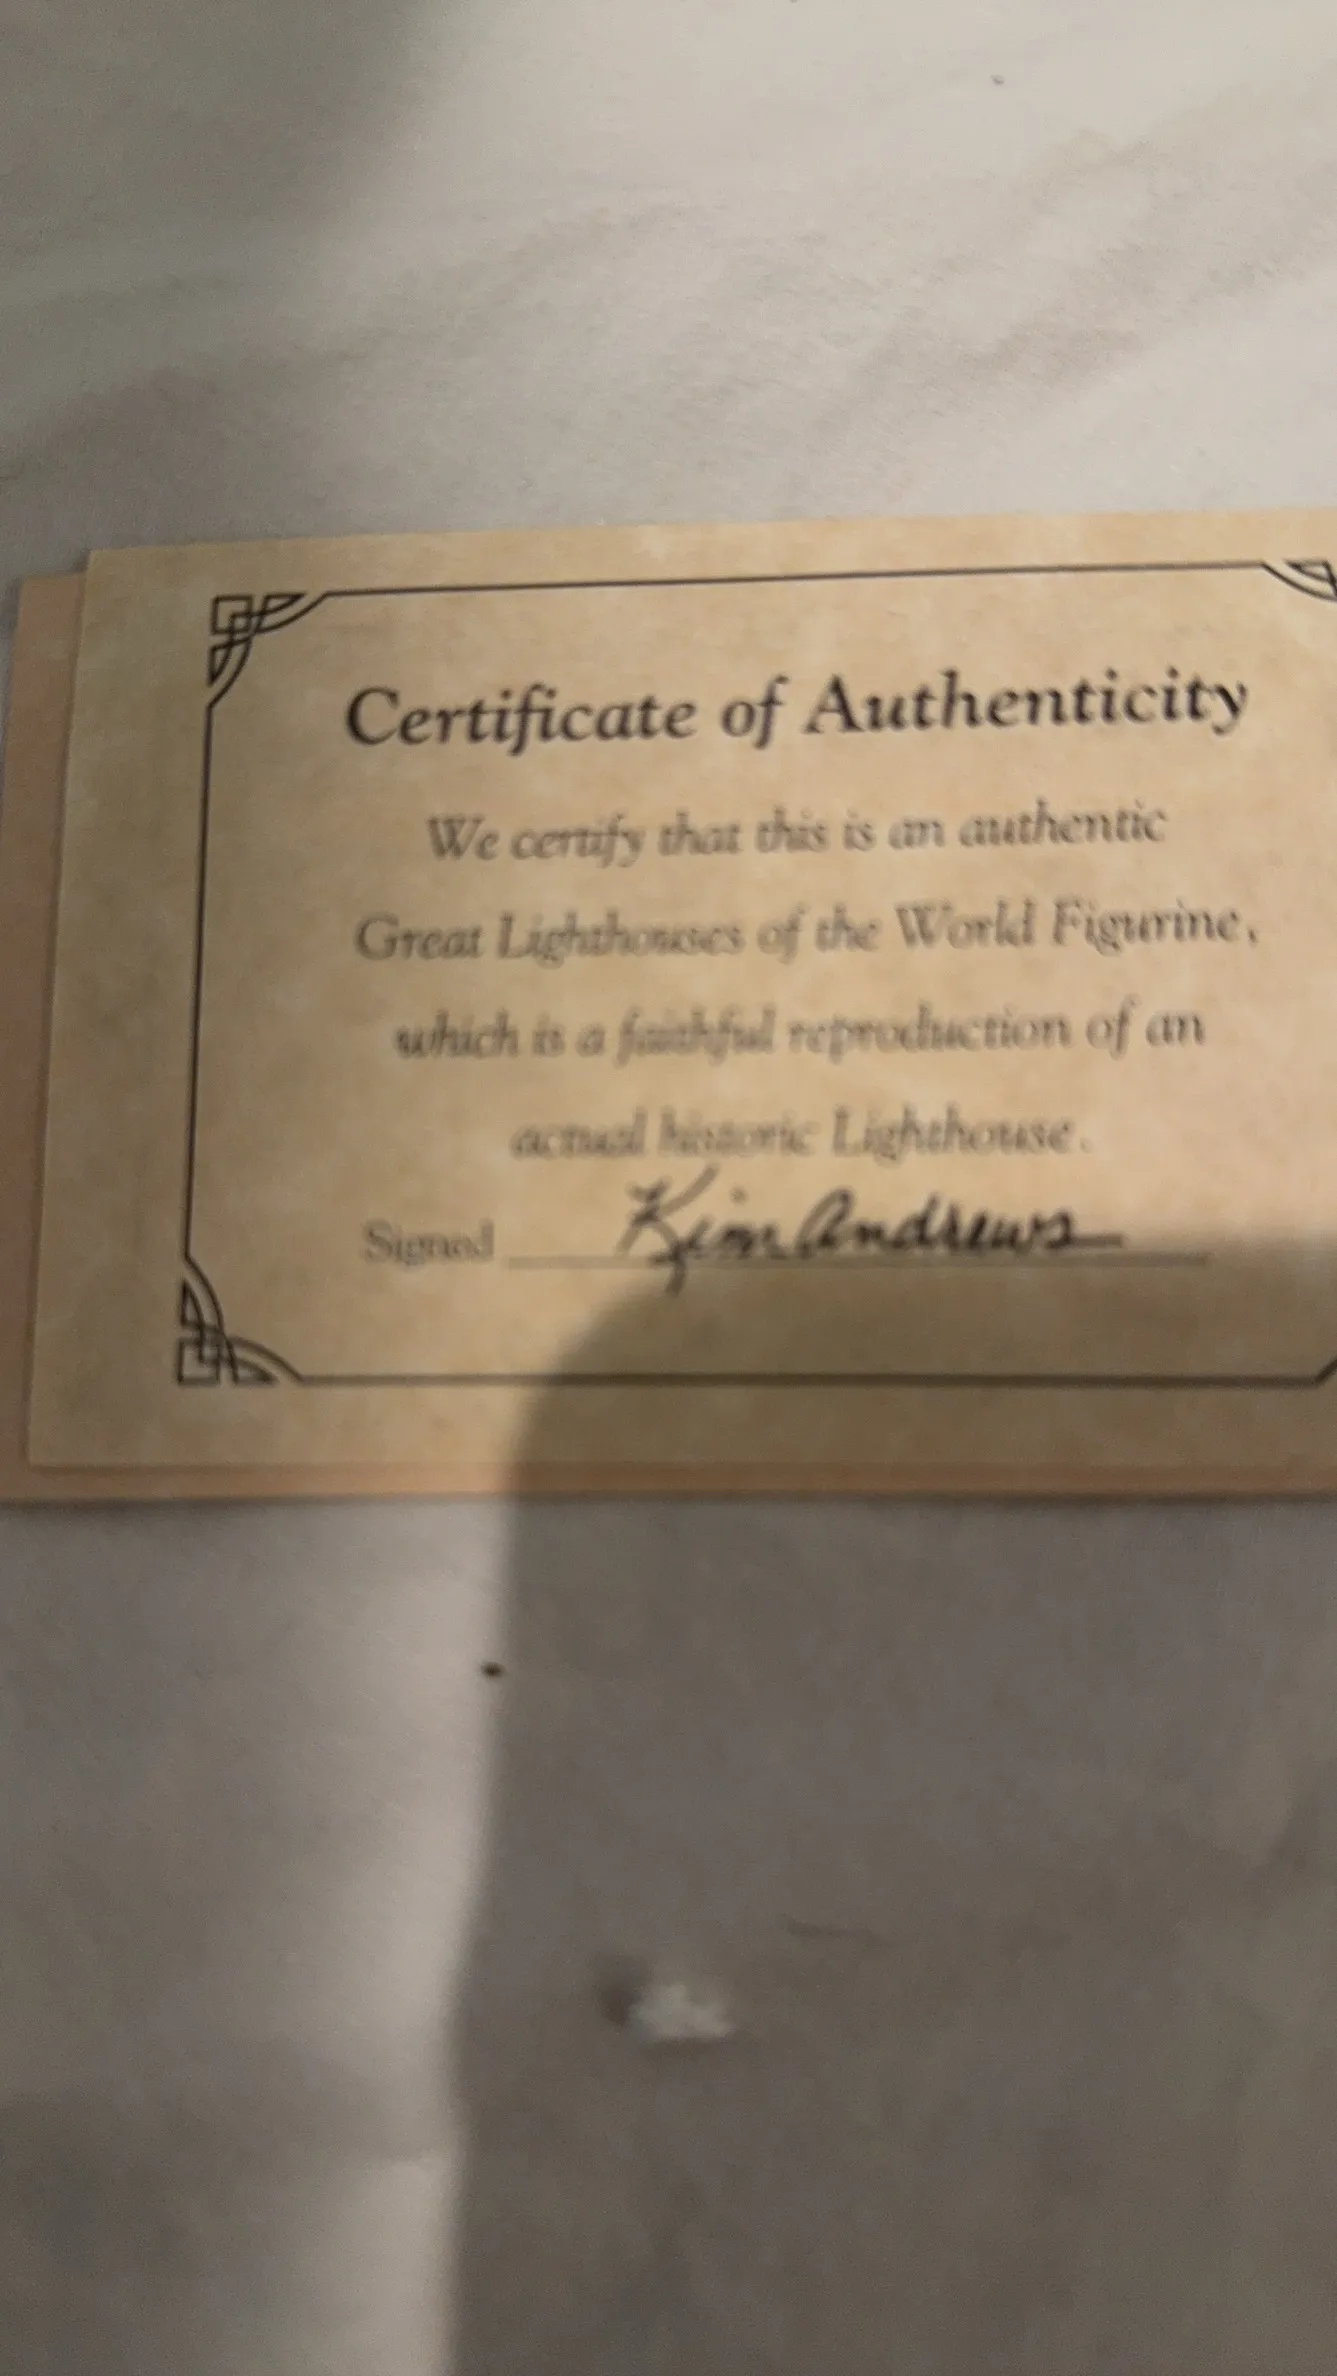 Certificate of Authenticity
We certify that this is an authentic
Great Lighthouses of the World Figurine,
which is a faithful reproduction of an
actual historic Lighthouse.
Signed Kim Andrews